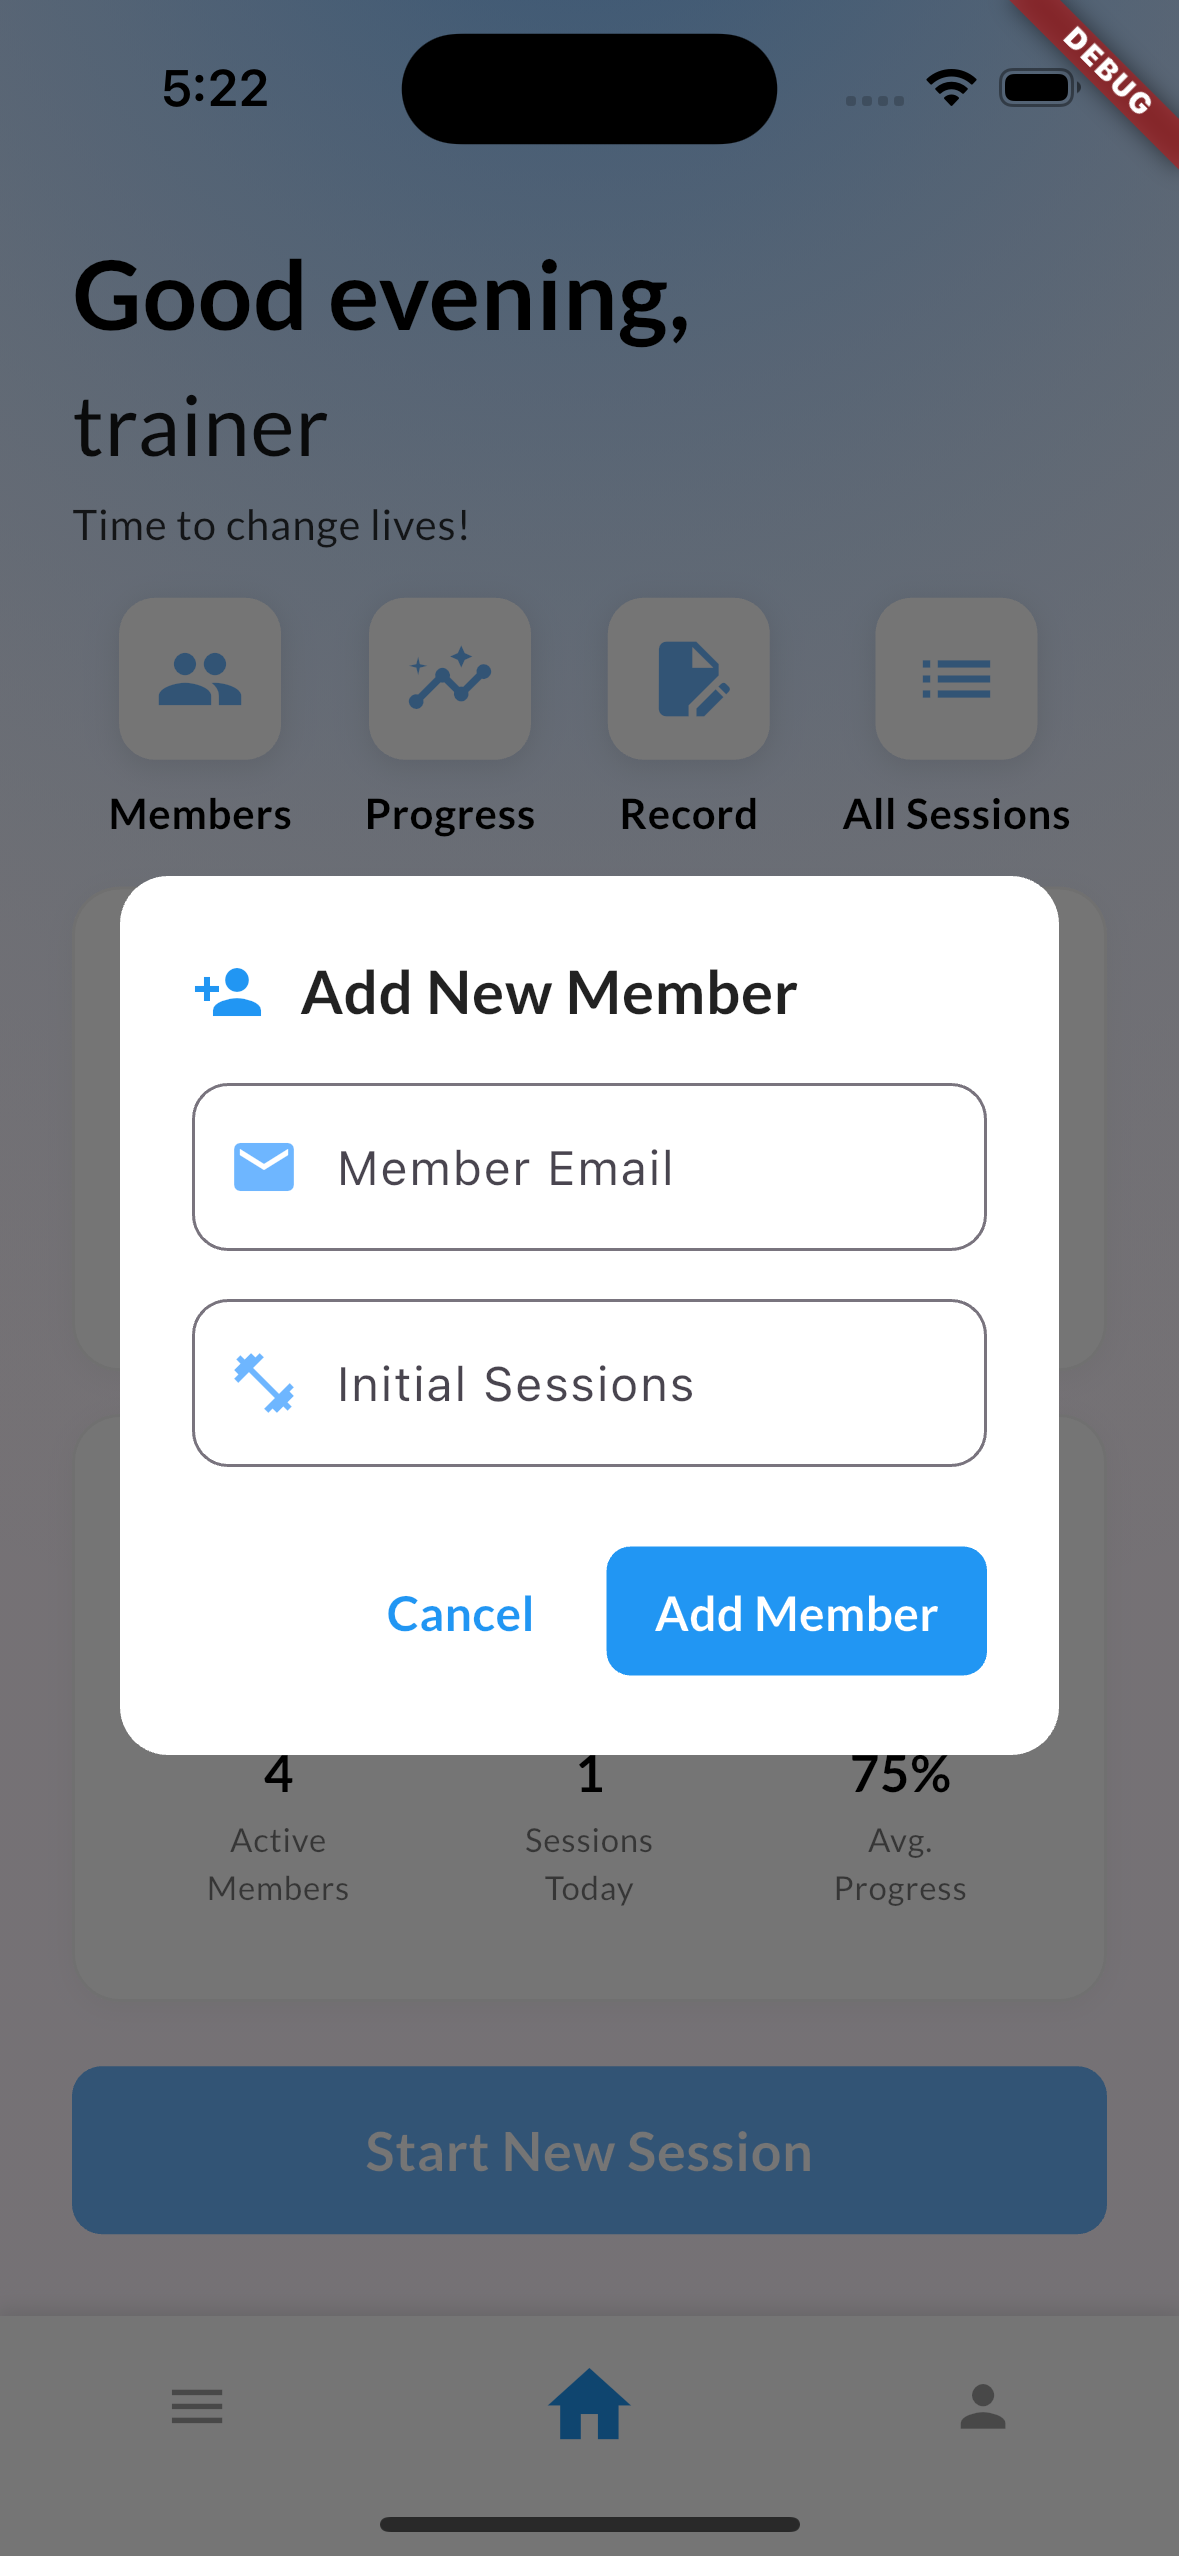 5:22
DEBUG
Good evening,
trainer
Time to change lives!
Members
Progress
Record
All Sessions
Add New Member
Member Email
Initial Sessions
Cancel
Add Member
4
1
75%
Active
Members
Sessions
Today
Avg.
Progress
Start New Session